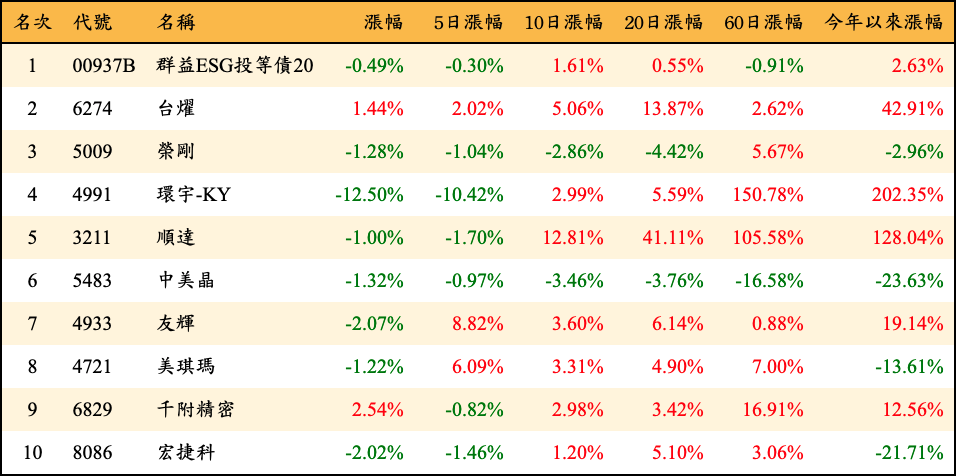 名次 代號 名稱 漲幅 5日漲幅 10日漲幅 20日漲幅 60日漲幅 今年以來漲幅
1 00937B 群益ESG投等債20 -0.49% -0.30% 1.61% 0.55% -0.91% 2.63%
2 6274 台燿 1.44% 2.02% 5.06% 13.87% 2.62% 42.91%
3 5009 榮剛 -1.28% -1.04% -2.86% -4.42% 5.67% -2.96%
4 4991 環宇-KY -12.50% -10.42% 2.99% 5.59% 150.78% 202.35%
5 3211 順達 -1.00% -1.70% 12.81% 41.11% 105.58% 128.04%
6 5483 中美晶 -1.32% -0.97% -3.46% -3.76% -16.58% -23.63%
7 4933 友輝 -2.07% 8.82% 3.60% 6.14% 0.88% 19.14%
8 4721 美琪瑪 -1.22% 6.09% 3.31% 4.90% 7.00% -13.61%
9 6829 千附精密 2.54% -0.82% 2.98% 3.42% 16.91% 12.56%
10 8086 宏捷科 -2.02% -1.46% 1.20% 5.10% 3.06% -21.71%